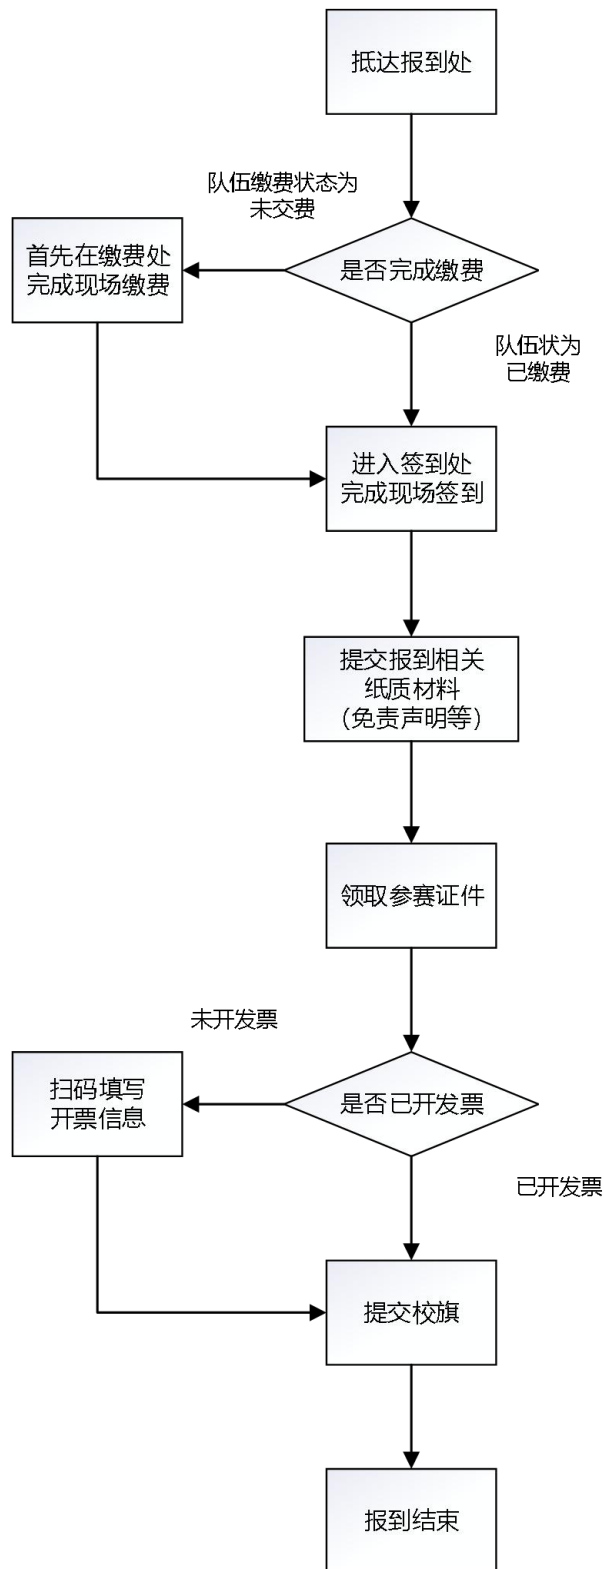 抵达报到处
队伍缴费状态为
未交费
首先在缴费处
完成现场缴费
是否完成缴费
队伍状为
已缴费
进入签到处
完成现场签到
提交报到相关
纸质材料
（免责声明等）
领取参赛证件
未开发票
扫码填写
开票信息
是否已开发票
已开发票
提交校旗
报到结束